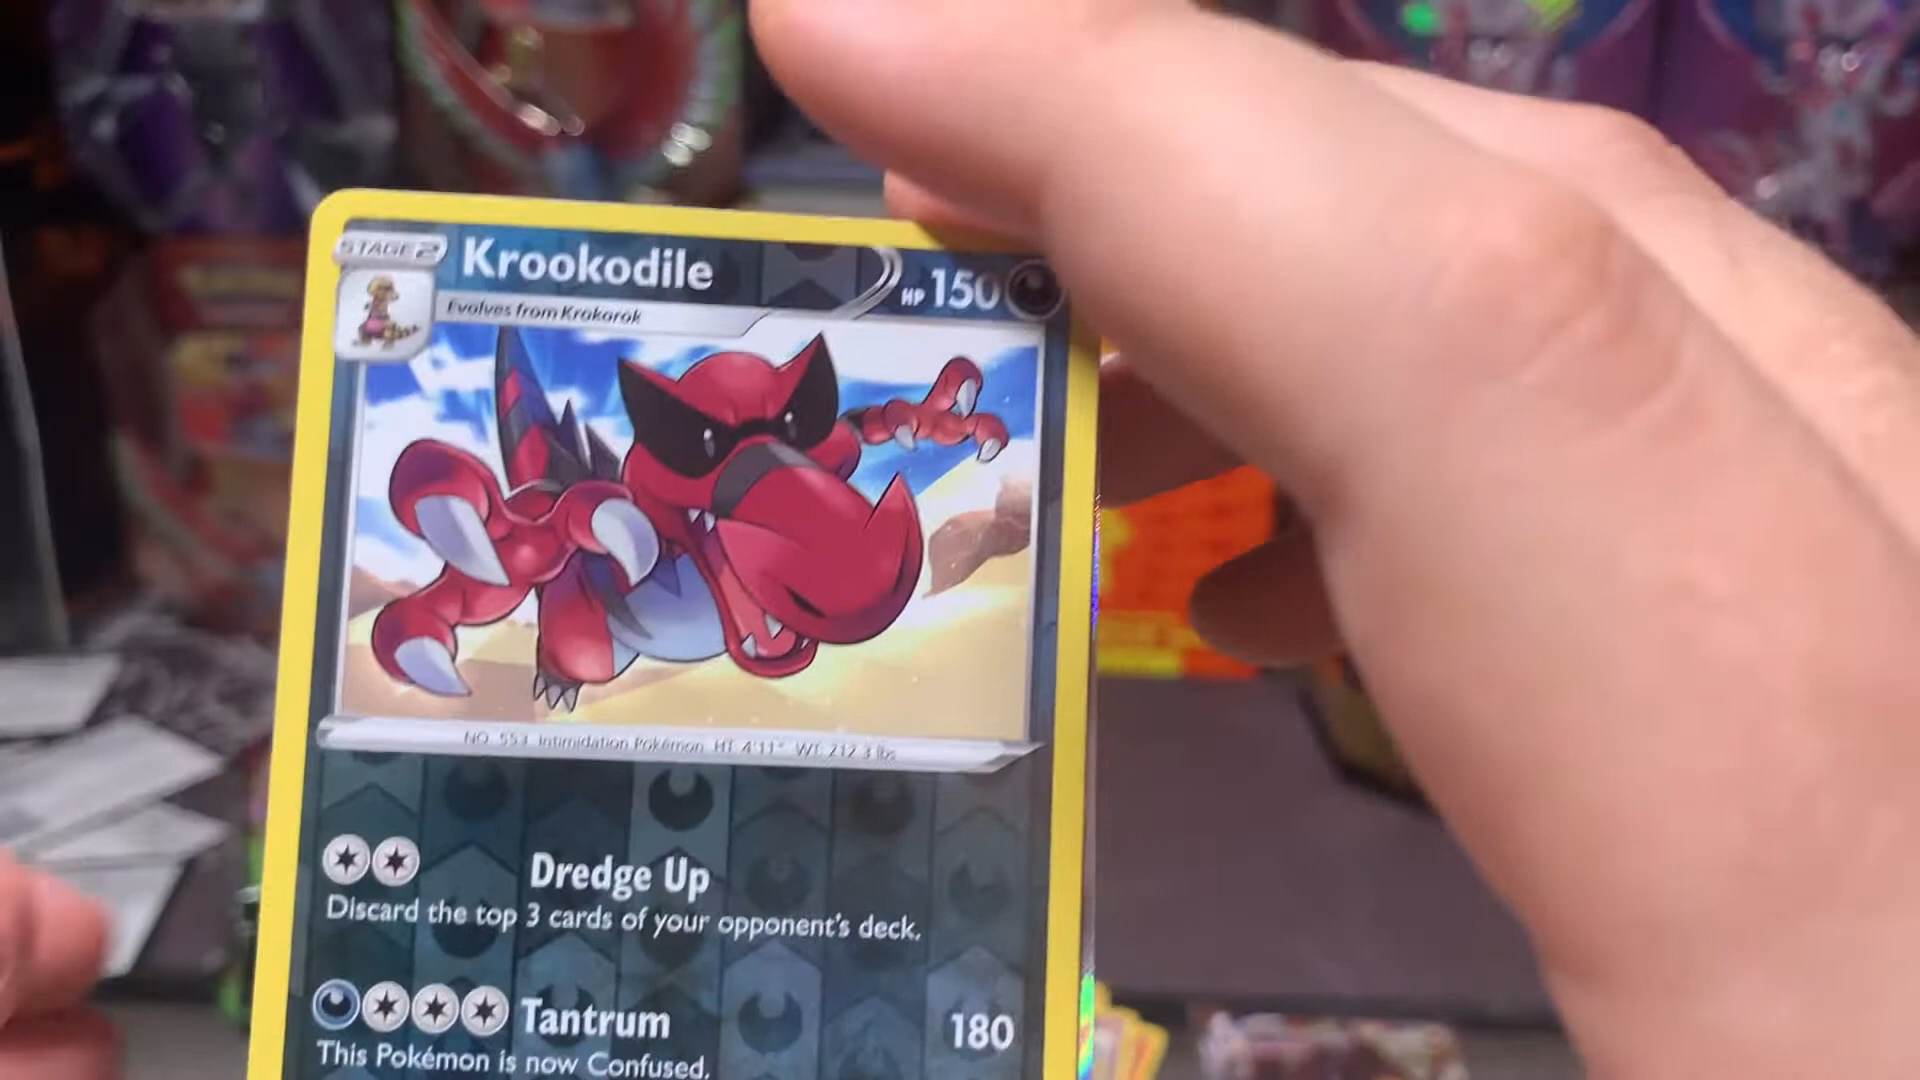 STAGE 2
Krookodile
HP 150
Evolves from Krokorok
NO. 553 Intimidation Pokémon HT. 4'11" WT. 212.3 lbs
Dredge Up
Discard the top 3 cards of your opponent's deck.
Tantrum 180
This Pokémon is now Confused.